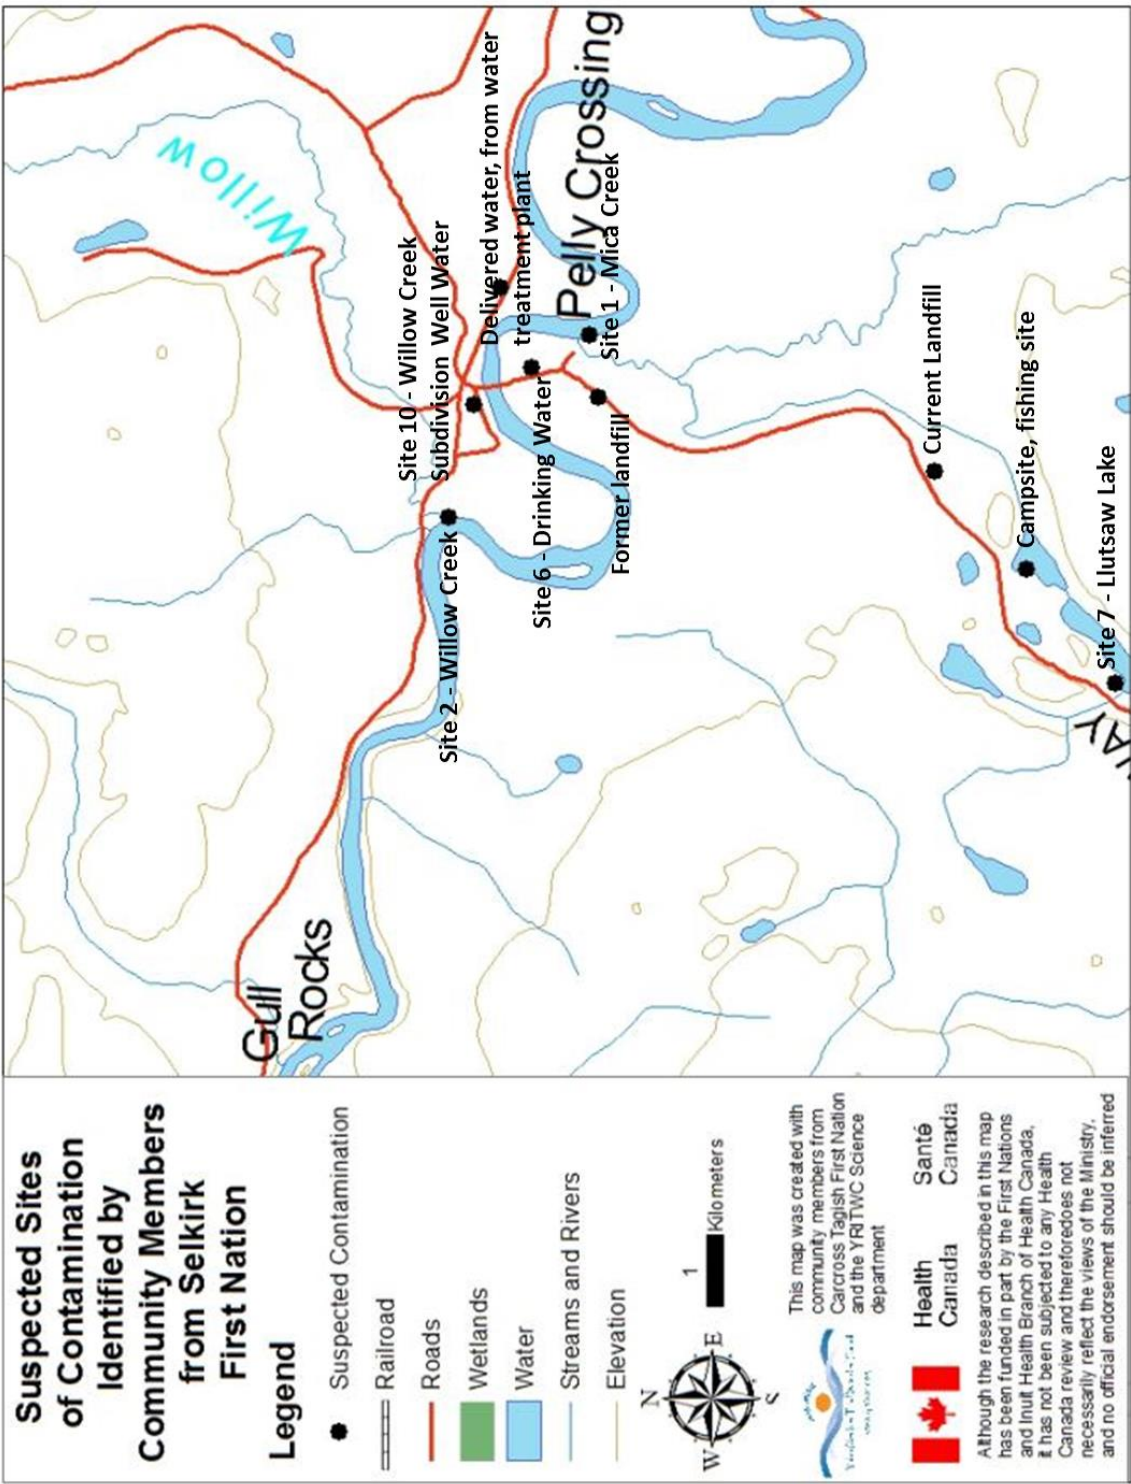 Suspected Sites
of Contamination
Identified by
Community Members
from Selkirk
First Nation
Legend
Suspected Contamination
Railroad
Roads
Wetlands
Water
Streams and Rivers
Elevation
N
W
E
S
1
Kilometers
This map was created with
community members from
Carcross Tagish First Nation
and the YRITWC Science
department
Health
Canada
Santé
Canada
Although the research described in this map
has been funded in part by the First Nations
and Inuit Health Branch of Health Canada,
it has not been subjected to any Health
Canada review and thereforedoes not
necessarily reflect the views of the Ministry,
and no official endorsement should be inferred
Gull
Rocks
Willow
Site 10 - Willow Creek
Subdivision Well Water
Site 2 - Willow Creek
Delivered water, from water
treatment plant
Site 6 - Drinking Water
Pelly Crossing
Site 1 - Mica Creek
Former landfill
Current Landfill
Campsite, fishing site
Site 7 - Llutsaw Lake